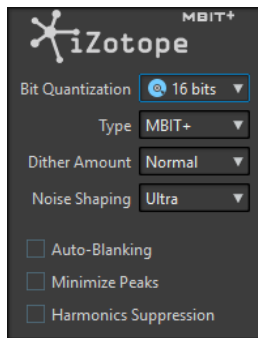 MBIT+
iZotope
Bit Quantization 16 bits
Type MBIT+
Dither Amount Normal
Noise Shaping Ultra
Auto-Blanking
Minimize Peaks
Harmonics Suppression